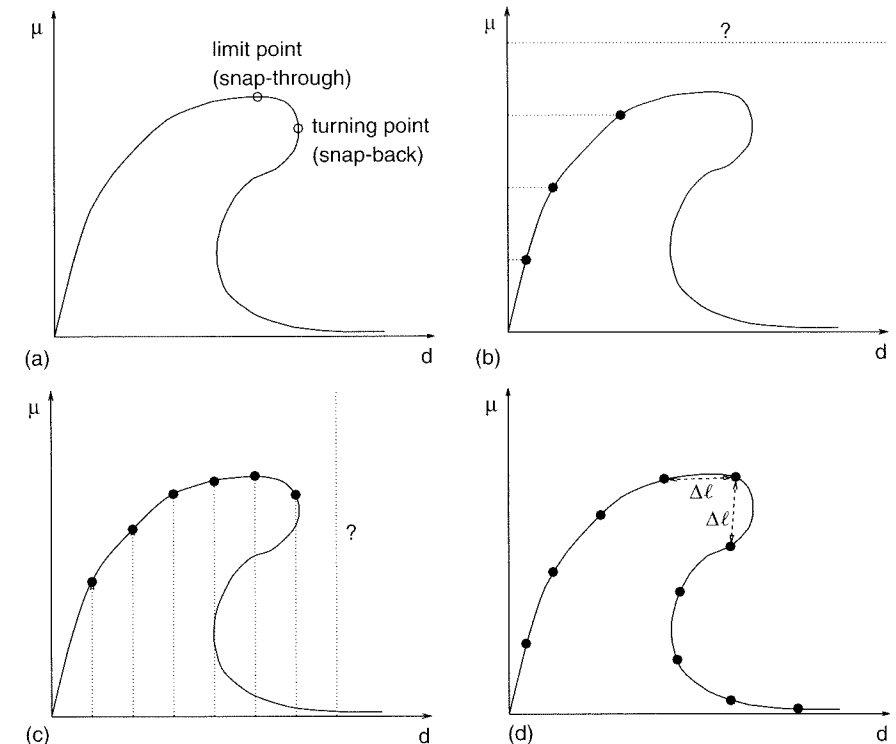 μ
limit point
(snap-through)
turning point
(snap-back)
(a)
d
μ
?
(b)
d
μ
?
(c)
d
μ
Δℓ
Δℓ
(d)
d